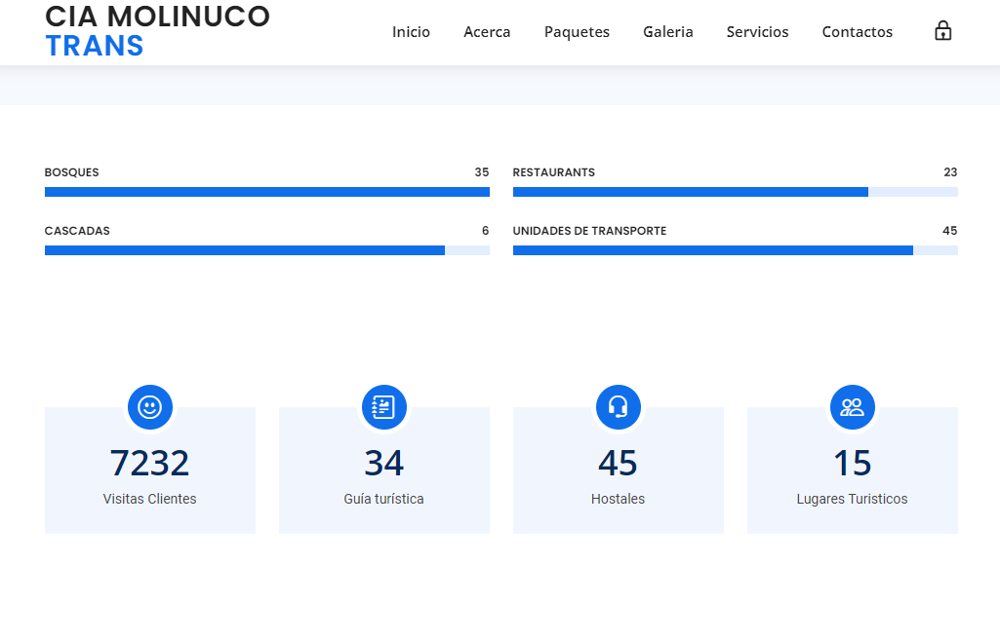 CIA MOLINUCO
TRANS
Inicio Acerca Paquetes Galeria Servicios Contactos
BOSQUES 35
RESTAURANTS 23
CASCADAS 6
UNIDADES DE TRANSPORTE 45
7232
Visitas Clientes
34
Guía turística
45
Hostales
15
Lugares Turisticos